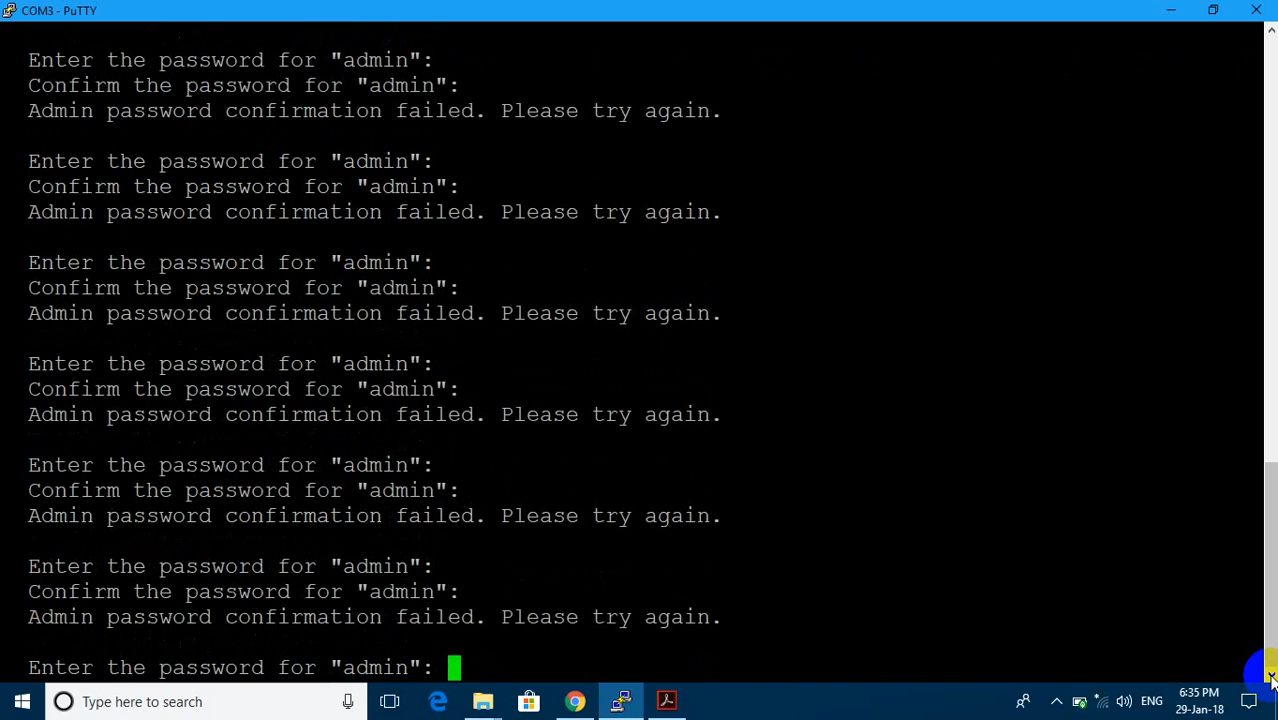 COM3 - PuTTY
Enter the password for "admin":
Confirm the password for "admin":
Admin password confirmation failed. Please try again.
Enter the password for "admin":
Confirm the password for "admin":
Admin password confirmation failed. Please try again.
Enter the password for "admin":
Confirm the password for "admin":
Admin password confirmation failed. Please try again.
Enter the password for "admin":
Confirm the password for "admin":
Admin password confirmation failed. Please try again.
Enter the password for "admin":
Confirm the password for "admin":
Admin password confirmation failed. Please try again.
Enter the password for "admin":
Confirm the password for "admin":
Admin password confirmation failed. Please try again.
Enter the password for "admin":
Type here to search
ENG
6:35 PM
29-Jan-18